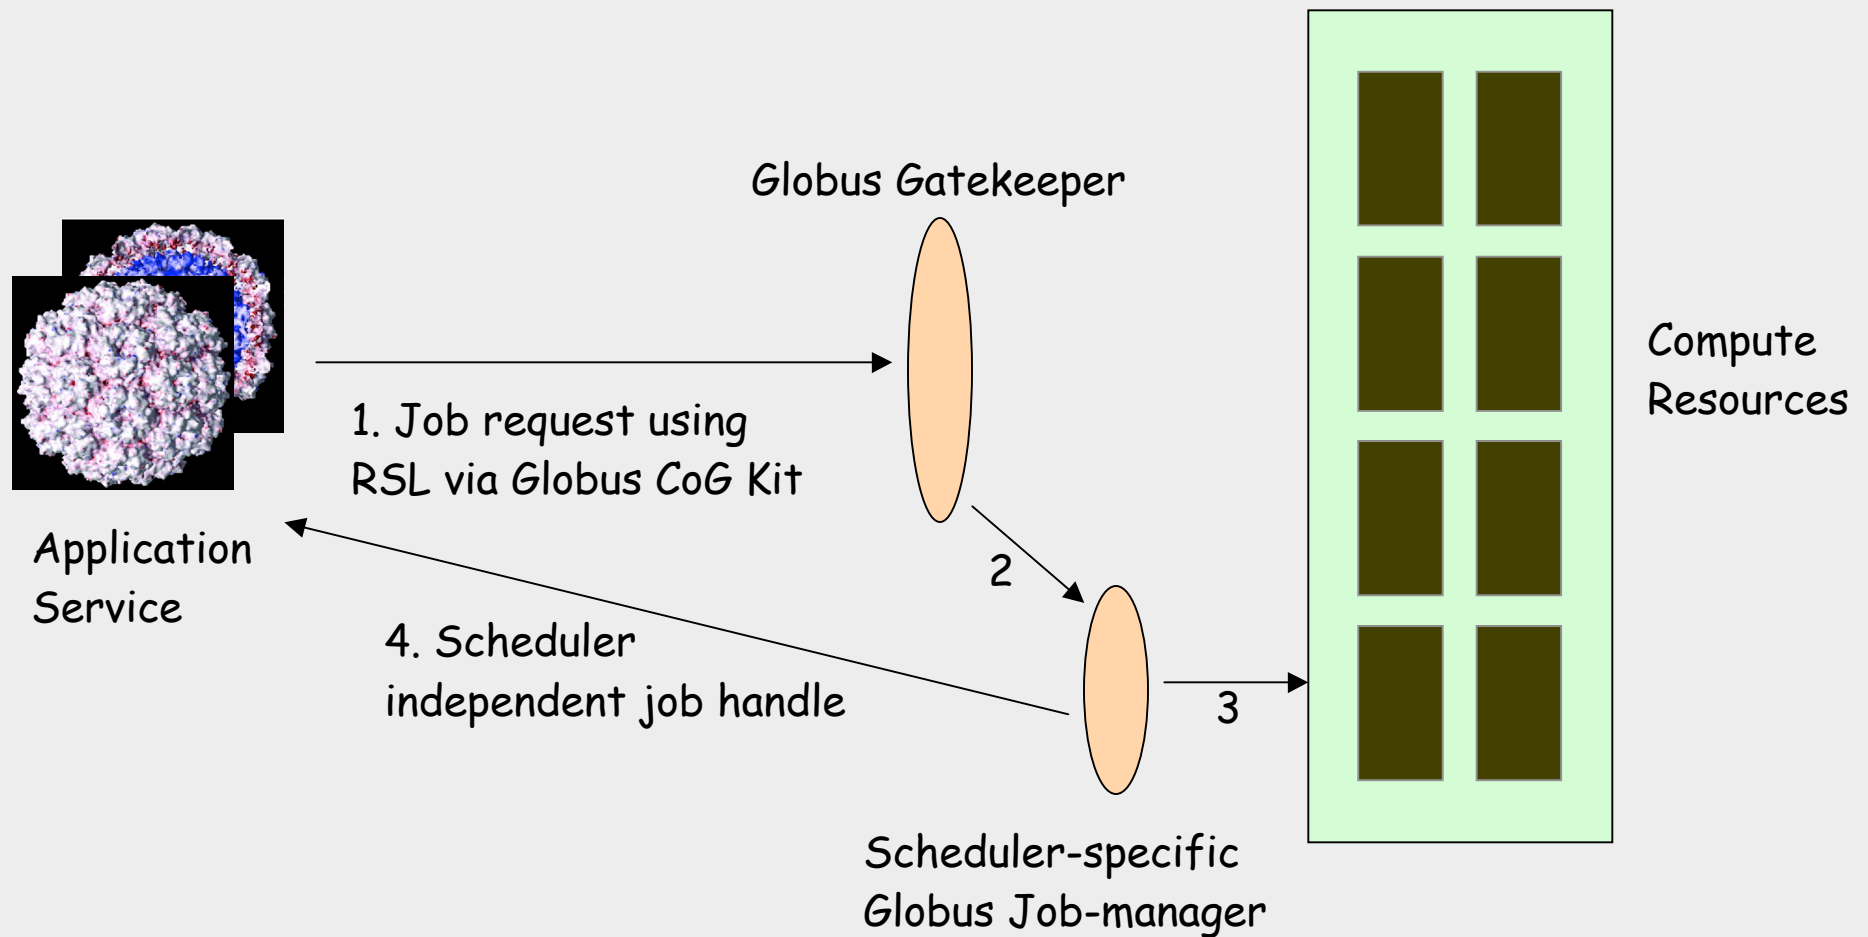 Globus Gatekeeper
1. Job request using
RSL via Globus CoG Kit
Compute
Resources
Application
Service
2
4. Scheduler
independent job handle
3
Scheduler-specific
Globus Job-manager